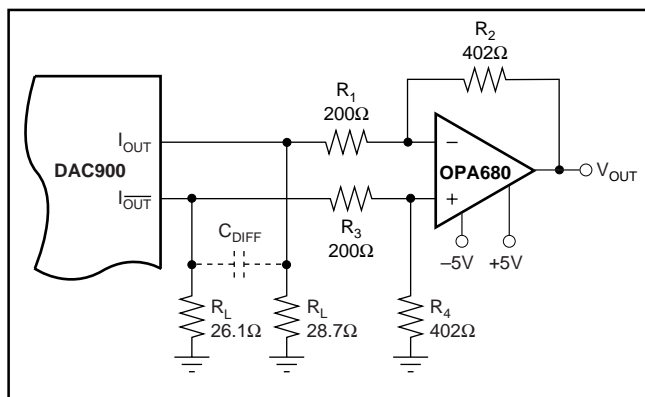 R2
402Ω
R1
200Ω
IOUT
–
DAC900
OPA680
VOUT
IOUT
+
R3
200Ω
CDIFF
–5V +5V
RL
26.1Ω
RL
28.7Ω
R4
402Ω